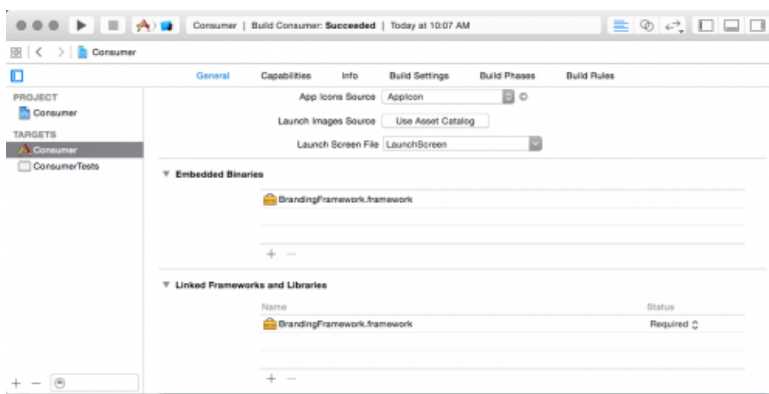 Consumer | Build Consumer: Succeeded | Today at 10:07 AM
Consumer
General Capabilities Info Build Settings Build Phases Build Rules
PROJECT
Consumer
TARGETS
Consumer
ConsumerTests
App Icons Source AppIcon
Launch Images Source Use Asset Catalog
Launch Screen File LaunchScreen
Embedded Binaries
BrandingFramework.framework
Linked Frameworks and Libraries
Name Status
BrandingFramework.framework Required